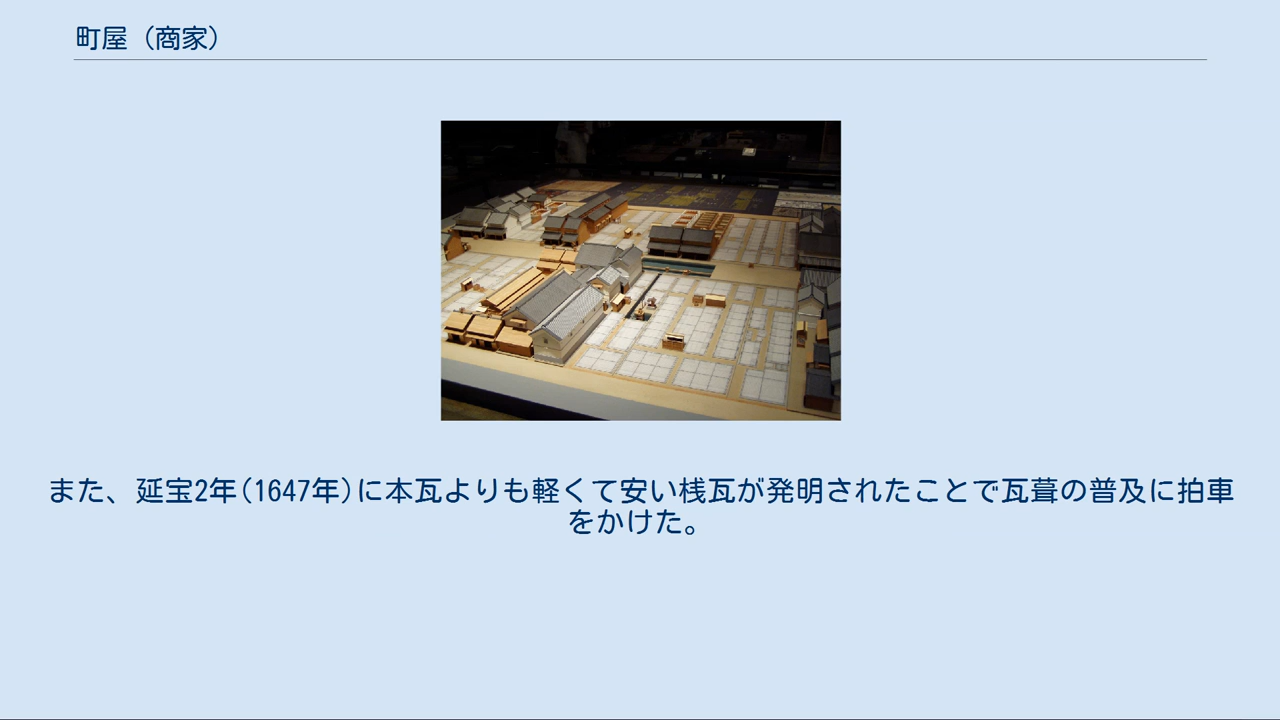 町屋（商家）
また、延宝2年(1647年)に本瓦よりも軽くて安い桟瓦が発明されたことで瓦葺の普及に拍車
をかけた。